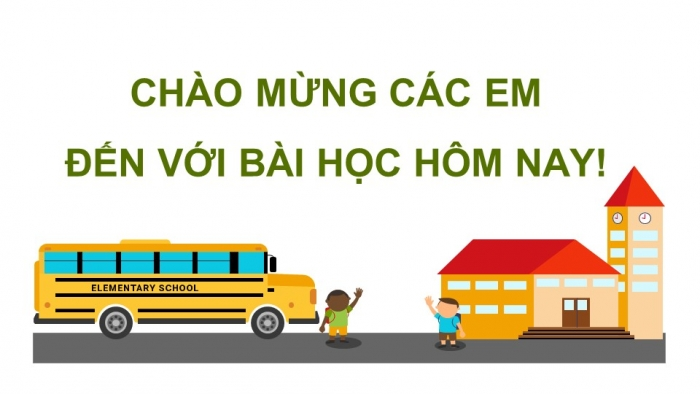 CHÀO MỪNG CÁC EM
ĐẾN VỚI BÀI HỌC HÔM NAY!
ELEMENTARY SCHOOL